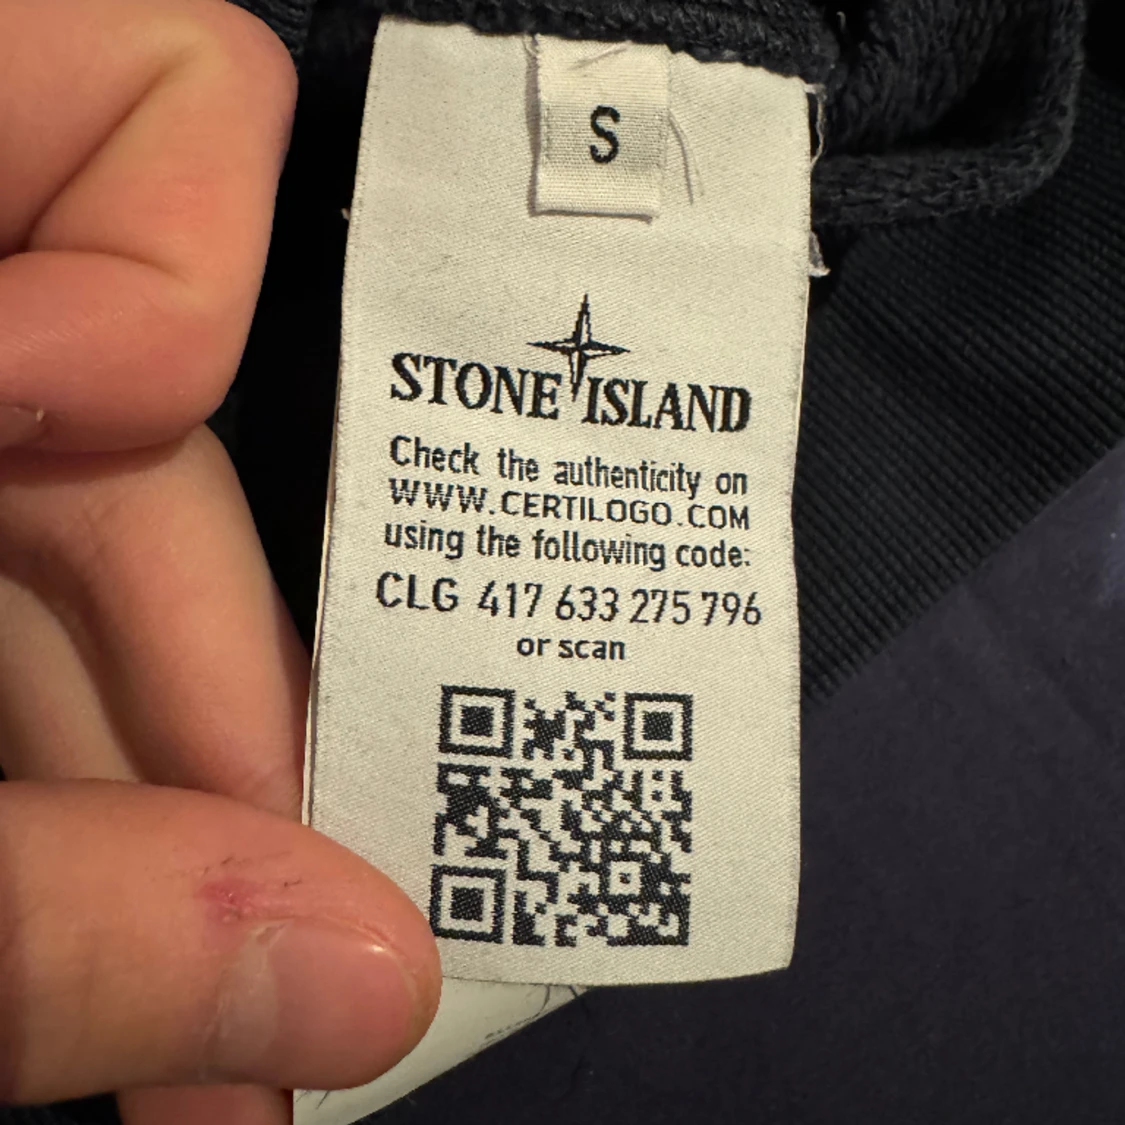 S
STONE ISLAND
Check the authenticity on
WWW.CERTILOGO.COM
using the following code:
CLG 417 633 275 796
or scan